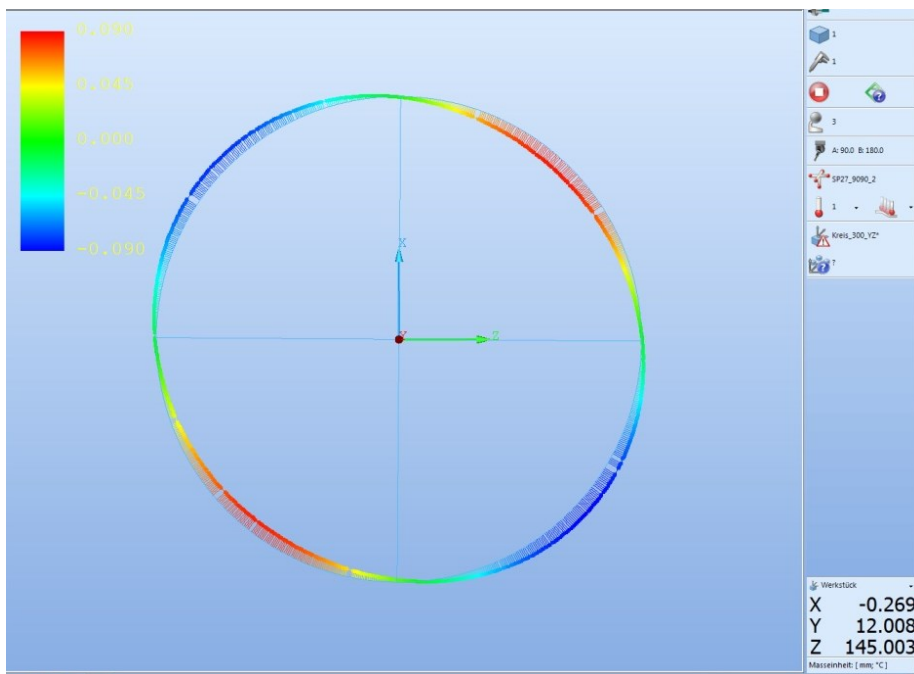 0.090
0.045
0.000
-0.045
-0.090
X
Z
Y
1
1
3
A: 90.0 B: 180.0
SP27_9090_2
1
Kreis_300_YZ*
?
Werkstück
X -0.269
Y 12.008
Z 145.003
Masseinheit: [ mm; °C ]